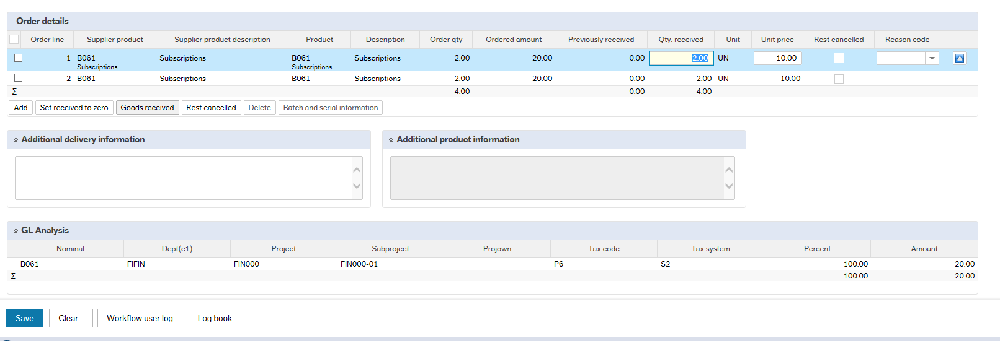 Order details
Order line Supplier product Supplier product description Product Description Order qty Ordered amount Previously received Qty. received Unit Unit price Rest cancelled Reason code
1 B061 Subscriptions B061 Subscriptions 2.00 20.00 0.00 2.00 UN 10.00
Subscriptions Subscriptions
2 B061 Subscriptions B061 Subscriptions 2.00 20.00 0.00 2.00 UN 10.00
Σ 4.00 0.00 4.00
Add Set received to zero Goods received Rest cancelled Delete Batch and serial information
Additional delivery information Additional product information
GL Analysis
Nominal Dept(c1) Project Subproject Projown Tax code Tax system Percent Amount
B061 FIFIN FIN000 FIN000-01 P6 S2 100.00 20.00
Σ 100.00 20.00
Save Clear Workflow user log Log book